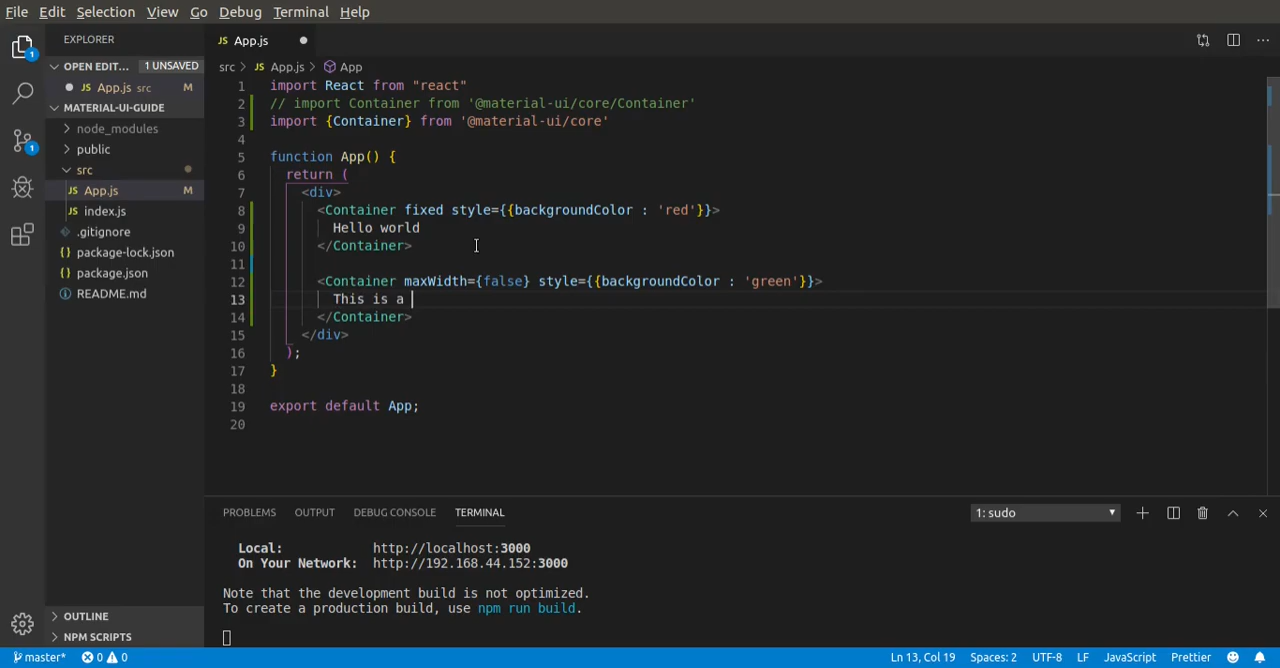 File Edit Selection View Go Debug Terminal Help
EXPLORER
OPEN EDIT... 1 UNSAVED
App.js src M
MATERIAL-UI-GUIDE
node_modules
public
src
JS App.js M
JS index.js
.gitignore
{} package-lock.json
{} package.json
README.md
OUTLINE
NPM SCRIPTS
1
1
JS App.js
src > JS App.js > App
1 import React from "react"
2 // import Container from '@material-ui/core/Container'
3 import {Container} from '@material-ui/core'
4
5 function App() {
6 return (
7 <div>
8 <Container fixed style={{backgroundColor : 'red'}}>
9 Hello world
10 </Container>
11
12 <Container maxWidth={false} style={{backgroundColor : 'green'}}>
13 This is a
14 </Container>
15 </div>
16 );
17 }
18
19 export default App;
20
PROBLEMS OUTPUT DEBUG CONSOLE TERMINAL 1: sudo
Local: http://localhost:3000
On Your Network: http://192.168.44.152:3000
Note that the development build is not optimized.
To create a production build, use npm run build.
master* 0 0 Ln 13, Col 19 Spaces: 2 UTF-8 LF JavaScript Prettier